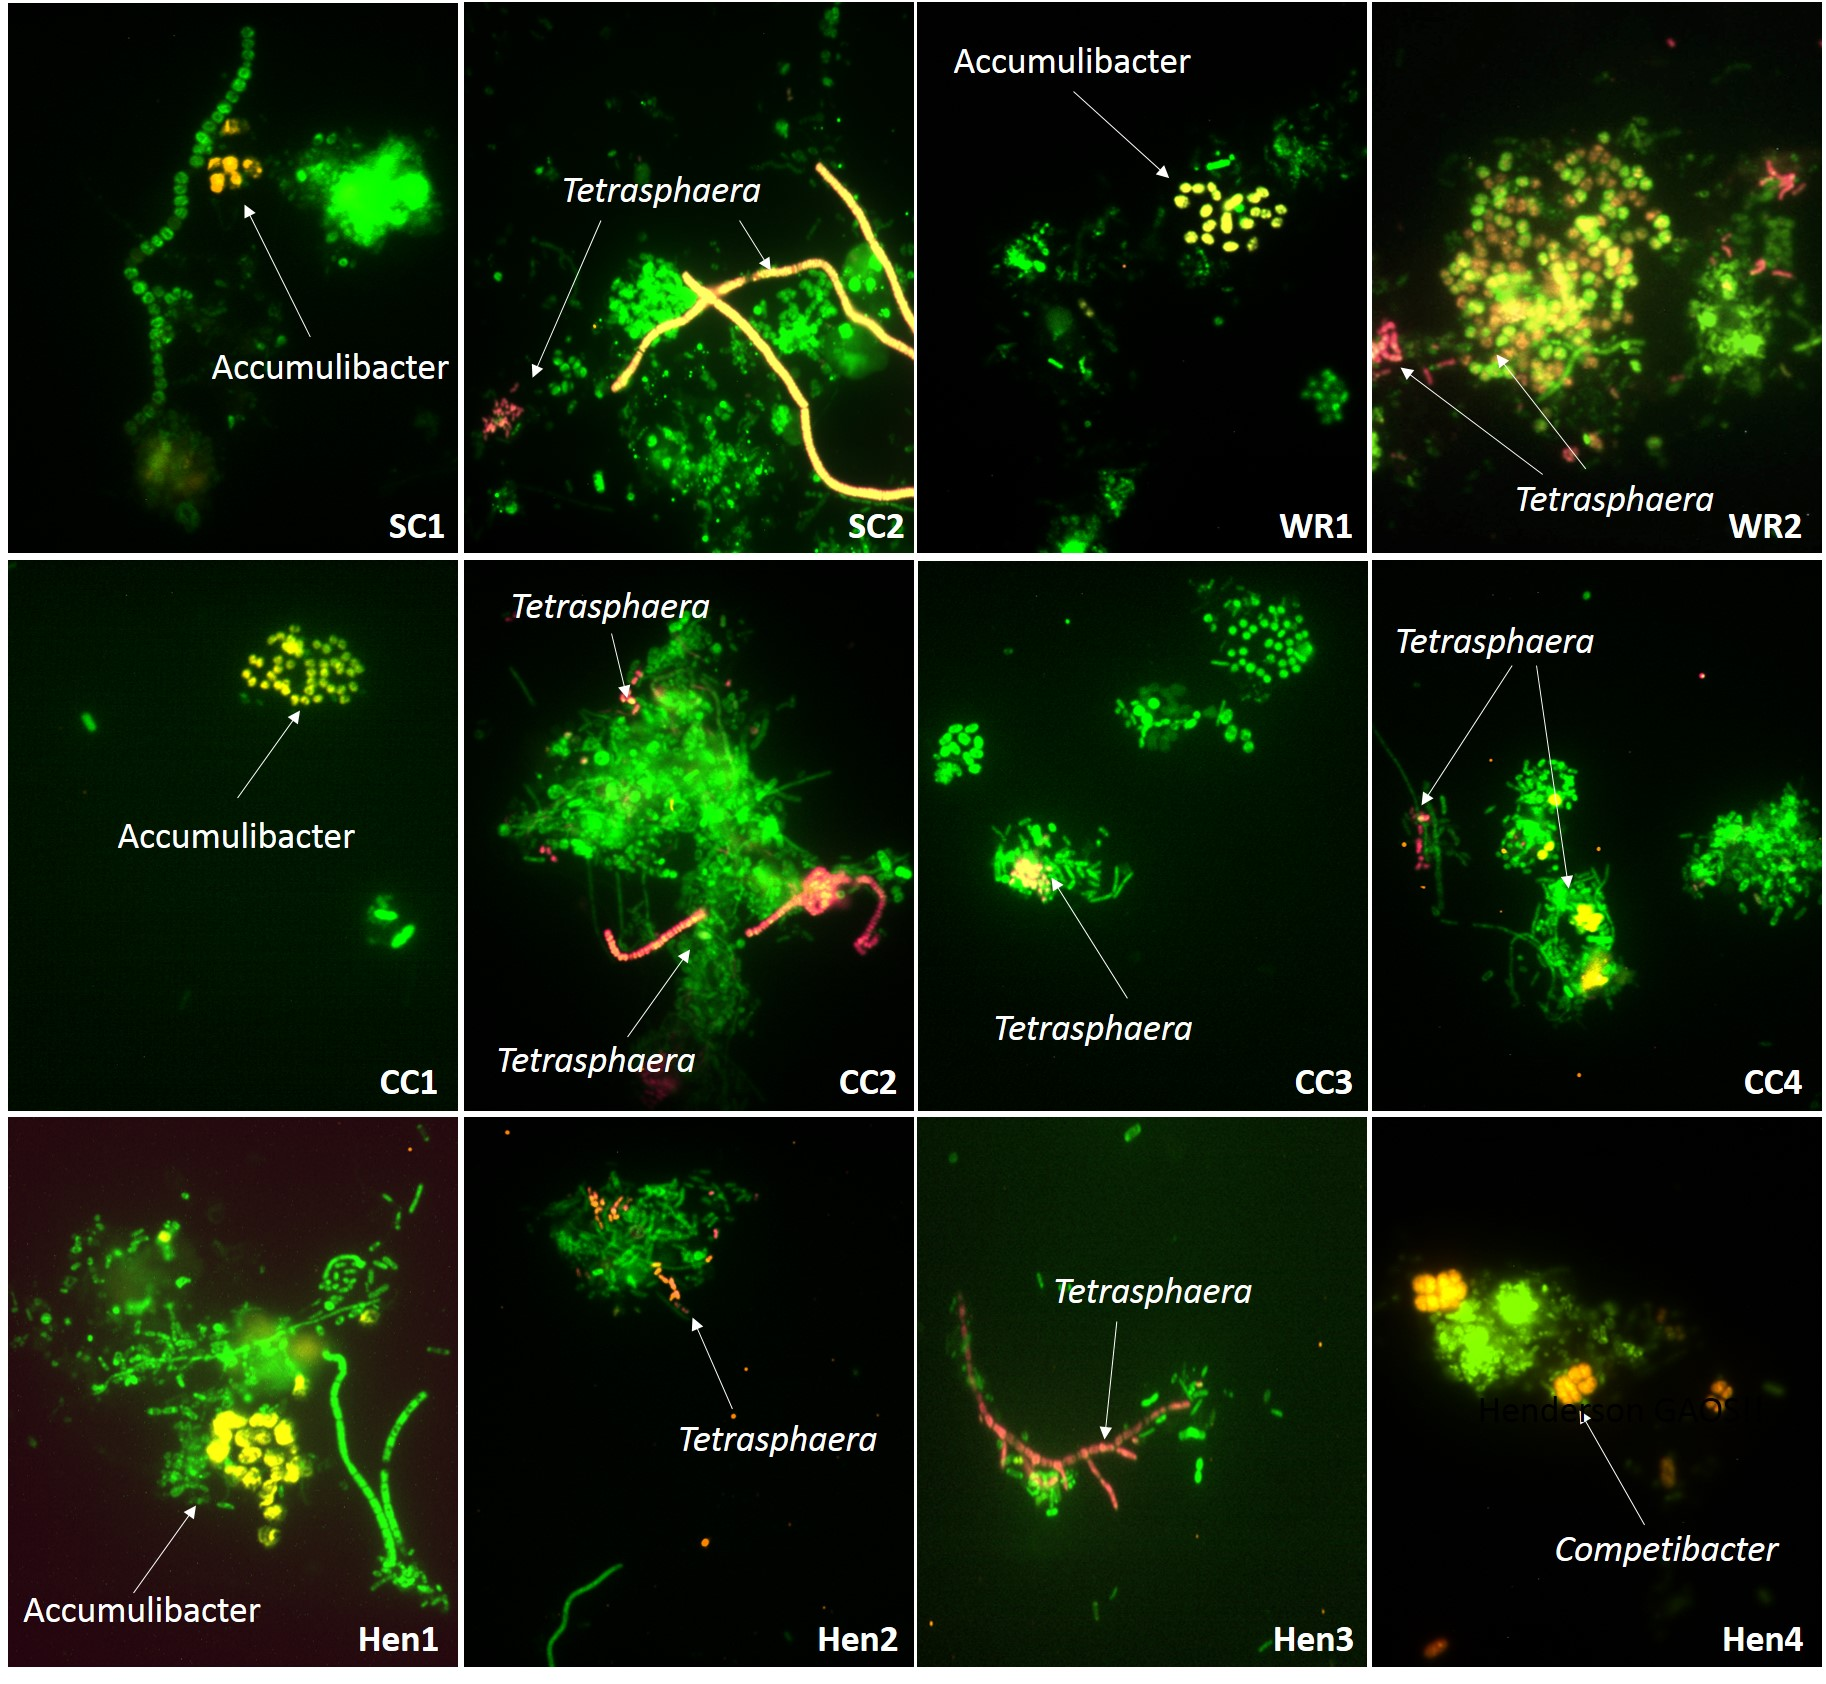 Accumulibacter
SC1
Tetrasphaera
SC2
Accumulibacter
WR1
Tetrasphaera
WR2
Accumulibacter
CC1
Tetrasphaera
Tetrasphaera
CC2
Tetrasphaera
CC3
Tetrasphaera
CC4
Accumulibacter
Hen1
Tetrasphaera
Hen2
Tetrasphaera
Hen3
Henderson
Competibacter
Hen4